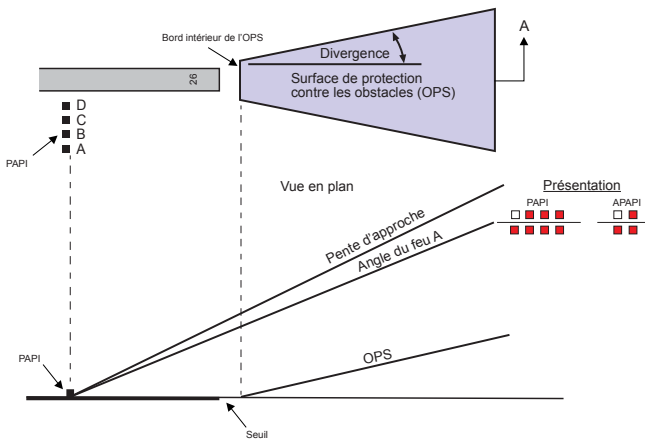 Bord intérieur de l'OPS
A
Divergence
26
Surface de protection
contre les obstacles (OPS)
D
C
B
A
PAPI
Vue en plan
Présentation
PAPI
APAPI
Pente d'approche
Angle du feu A
PAPI
OPS
Seuil